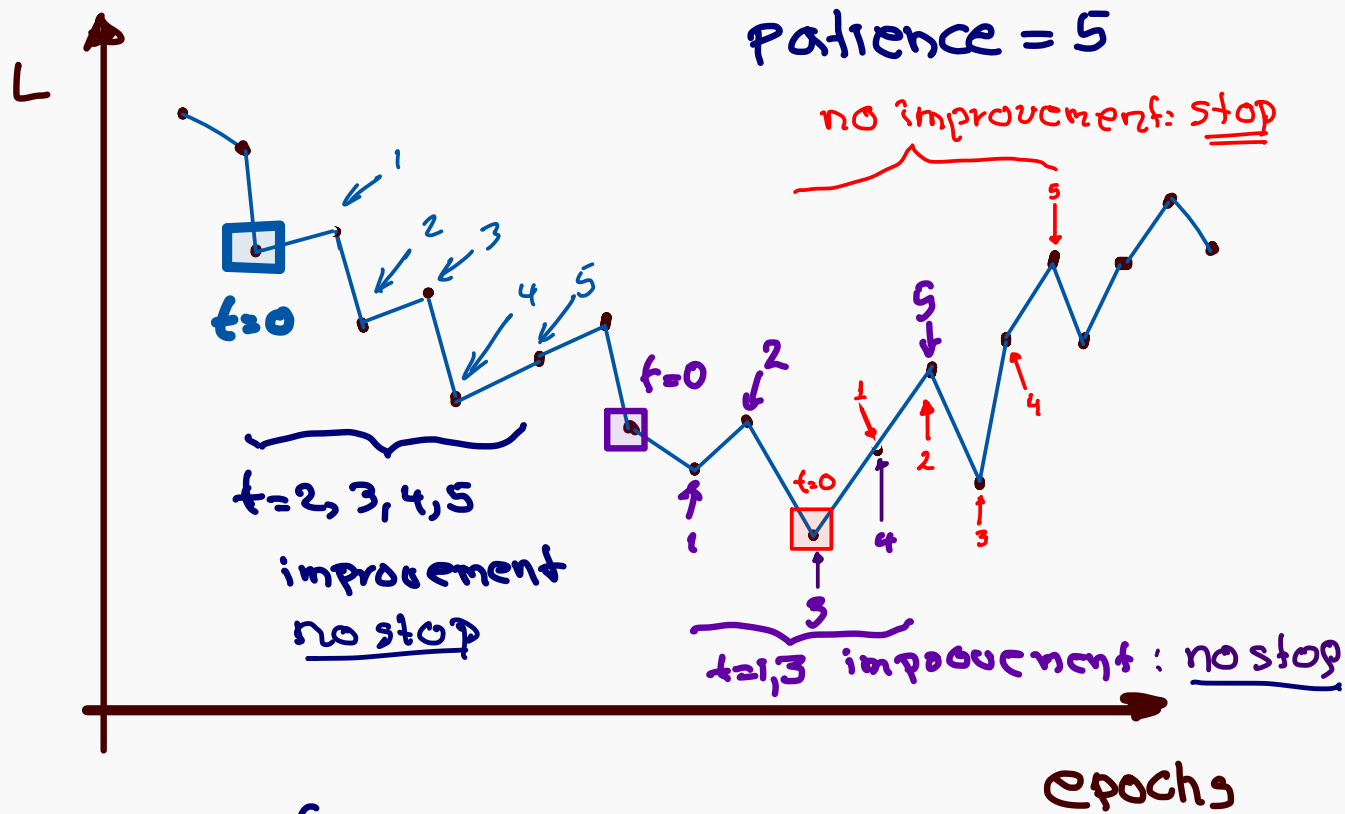 patience = 5
L
no improvement: stop
1
2
3
4
5
t=0
t=2, 3, 4, 5
improvement
no stop
t=0
1
2
3
4
5
t=1,3 improvement: no stop
t=0
1
2
3
4
5
epochs